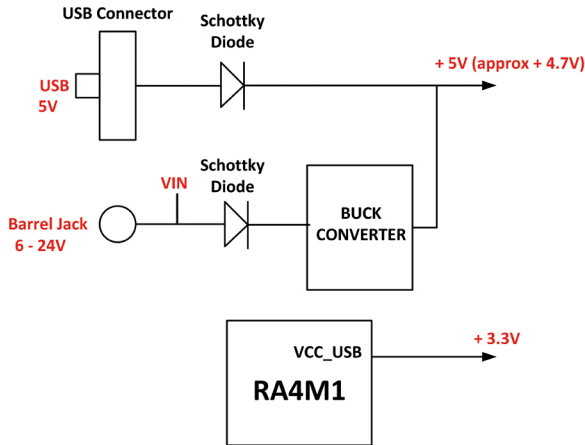 USB Connector
Schottky
Diode
+ 5V (approx + 4.7V)
USB
5V
Schottky
Diode
VIN
BUCK
CONVERTER
Barrel Jack
6 - 24V
+ 3.3V
VCC_USB
RA4M1